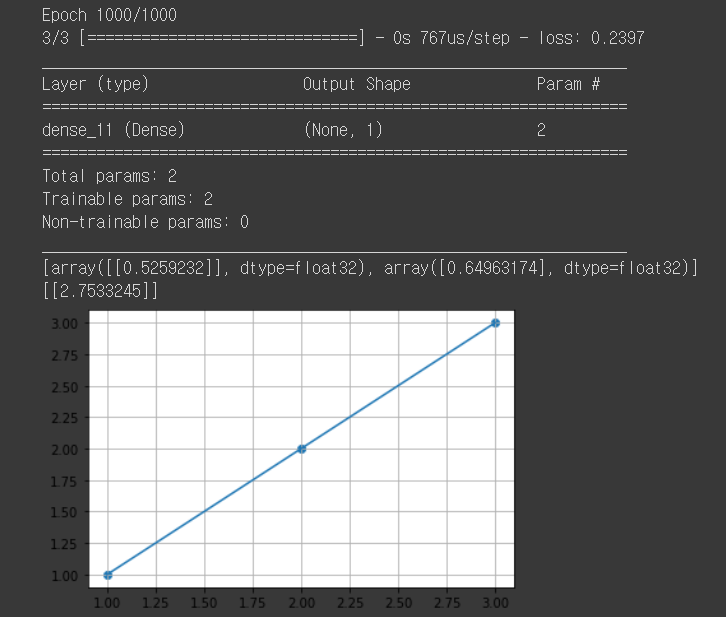 Epoch 1000/1000
3/3 [==============================] - 0s 767us/step - loss: 0.2397
_________________________________________________________________
Layer (type)                 Output Shape              Param #
=================================================================
dense_11 (Dense)             (None, 1)                 2
=================================================================
Total params: 2
Trainable params: 2
Non-trainable params: 0
_________________________________________________________________
[array([[0.5259232]], dtype=float32), array([0.64963174], dtype=float32)]
[[2.7533245]]
3.00
2.75
2.50
2.25
2.00
1.75
1.50
1.25
1.00
1.00 1.25 1.50 1.75 2.00 2.25 2.50 2.75 3.00